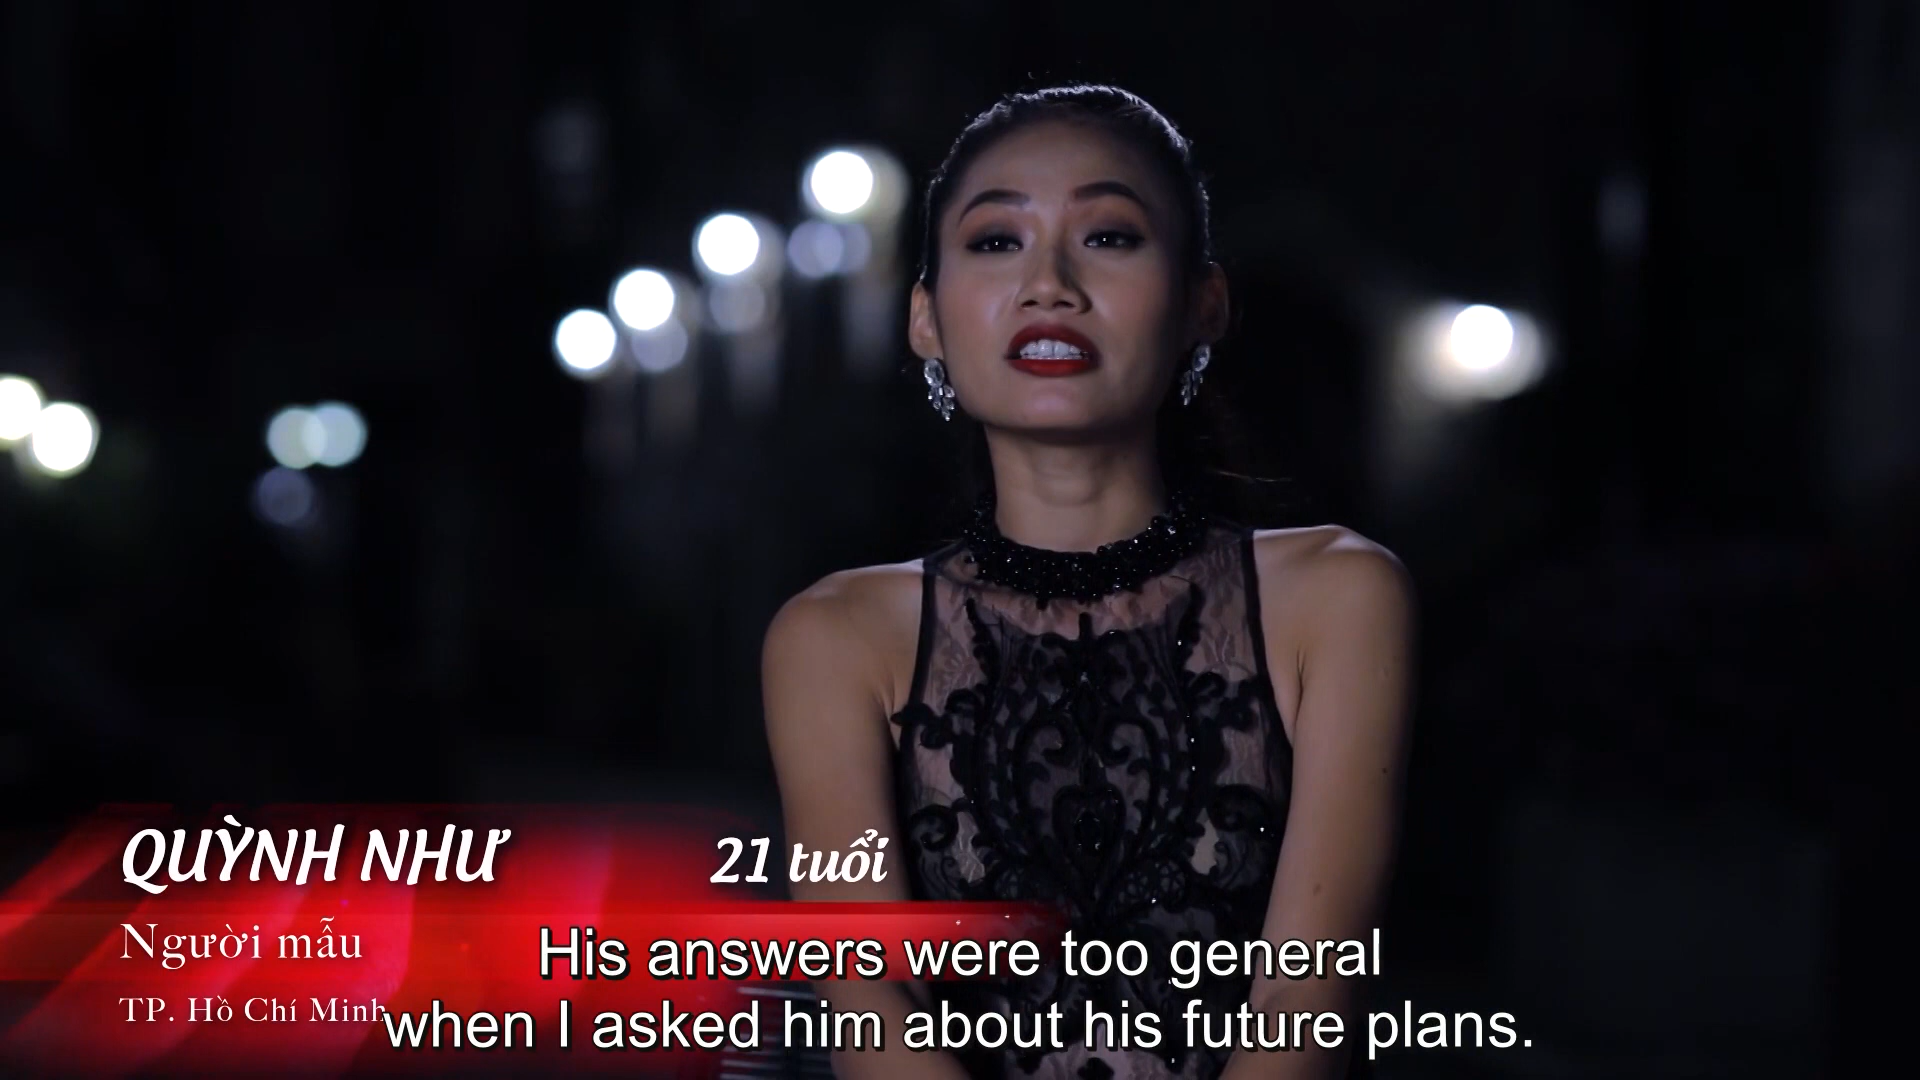 QUỲNH NHƯ
21 tuổi
Người mẫu
TP. Hồ Chí Minh
His answers were too general
when I asked him about his future plans.